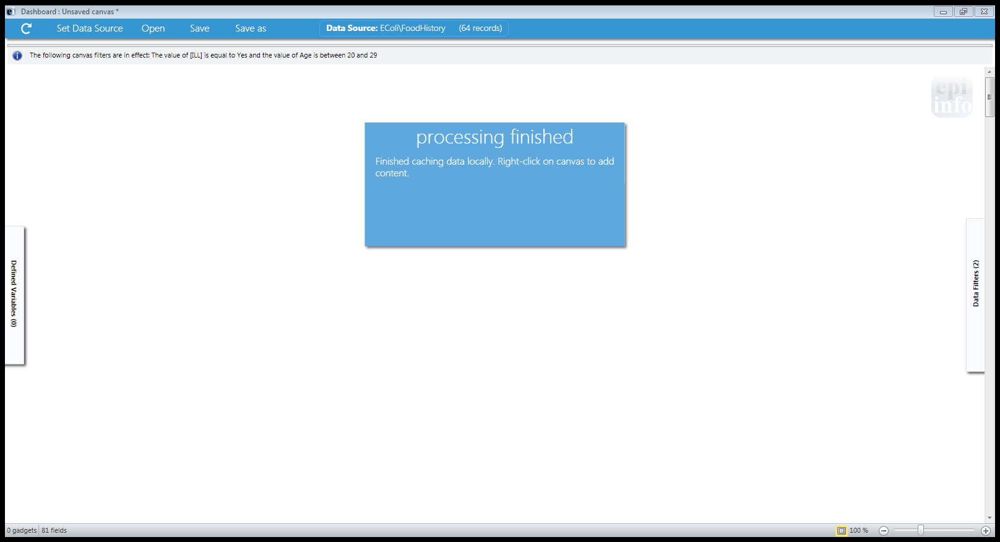 Dashboard : Unsaved canvas *
Set Data Source Open Save Save as Data Source: EColi\FoodHistory (64 records)
The following canvas filters are in effect: The value of [ILL] is equal to Yes and the value of Age is between 20 and 29
epi
info
processing finished
Finished caching data locally. Right-click on canvas to add
content.
Defined Variables (0)
Data Filters (2)
0 gadgets 81 fields 100 %